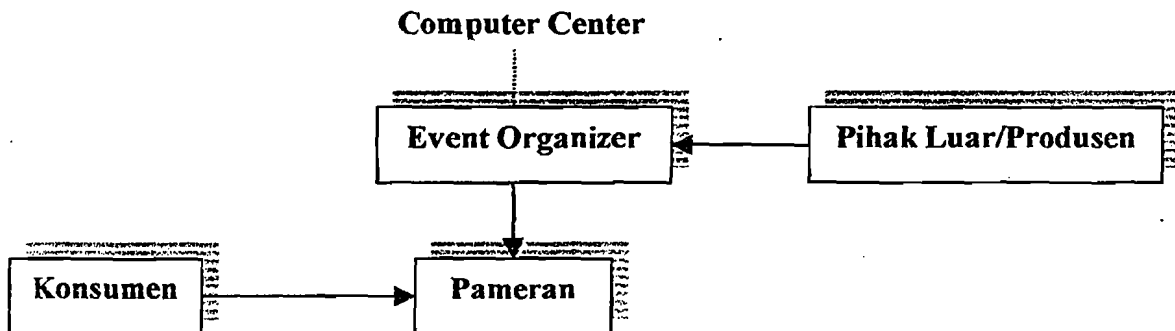 Computer Center
Event Organizer
Pihak Luar/Produsen
Konsumen
Pameran